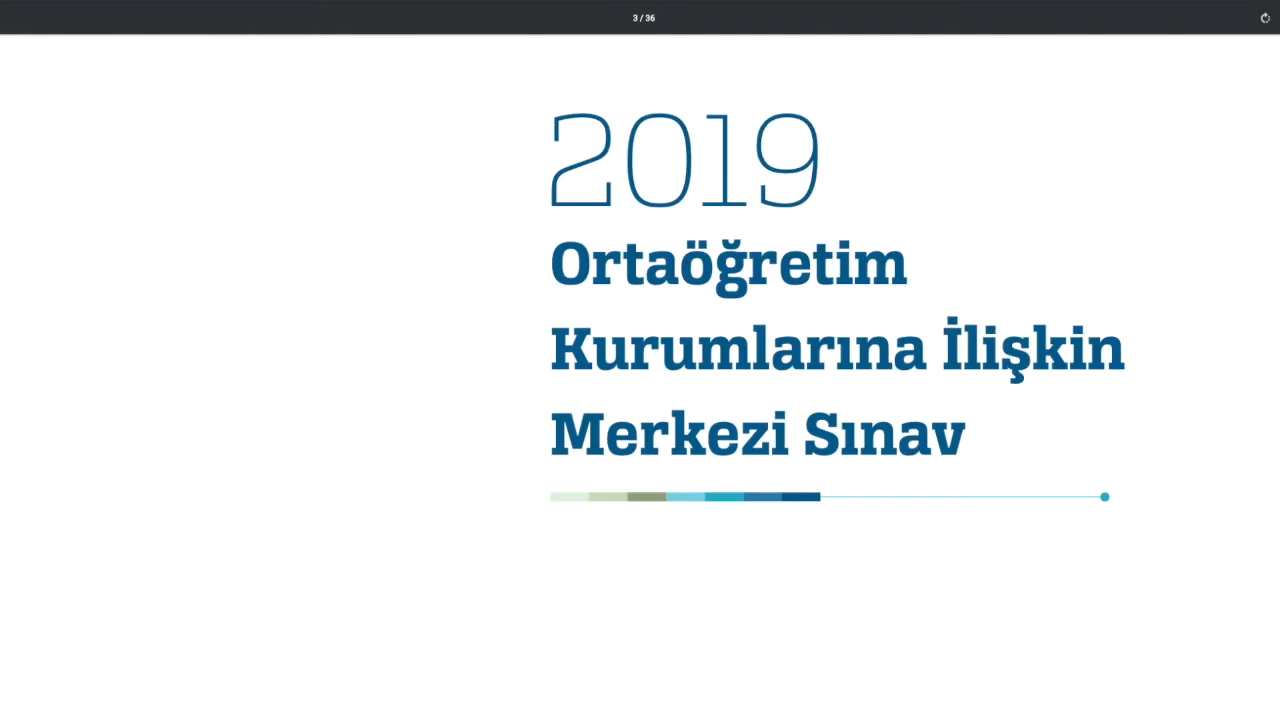 3 / 36
2019
Ortaöğretim
Kurumlarına İlişkin
Merkezi Sınav